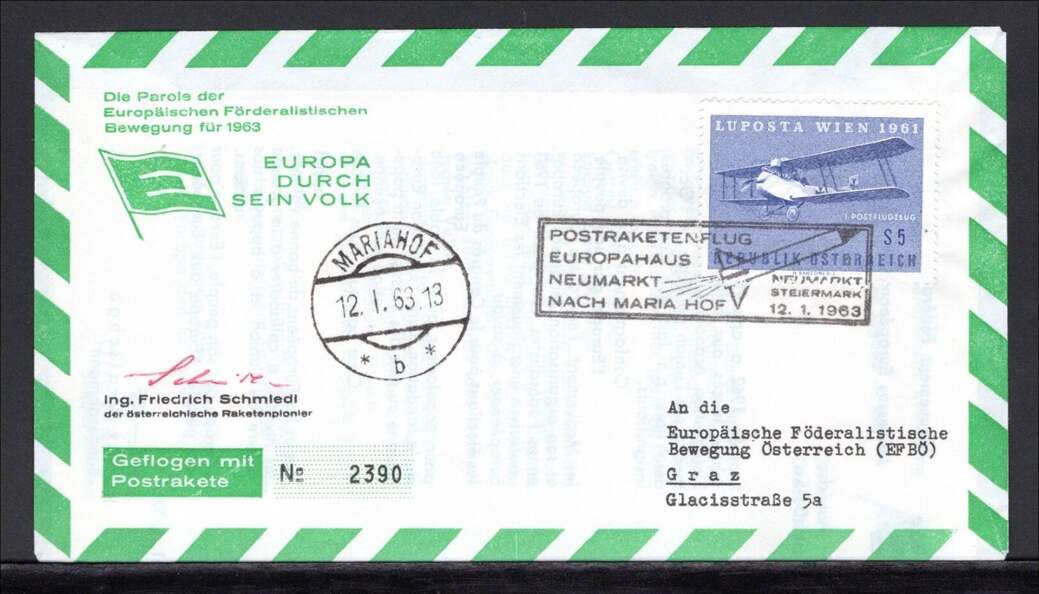 Die Parole der
Europäischen Förderalistischen
Bewegung für 1963
E
EUROPA
DURCH
SEIN VOLK
LUPOSTA WIEN 1961
1. POSTFLUGZEUG
S 5
REPUBLIK ÖSTERREICH
POSTRAKETENFLUG
EUROPAHAUS
NEUMARKT
NACH MARIA HOF
NEUMARKT
STEIERMARK
12. 1. 1963
MARIAHOF
12. I. 63.13
* b *
Ing. Friedrich Schmiedl
der österreichische Raketenpionier
Geflogen mit
Postrakete
№ 2390
An die
Europäische Föderalistische
Bewegung Österreich (EFBÖ)
Graz
Glacisstraße 5a